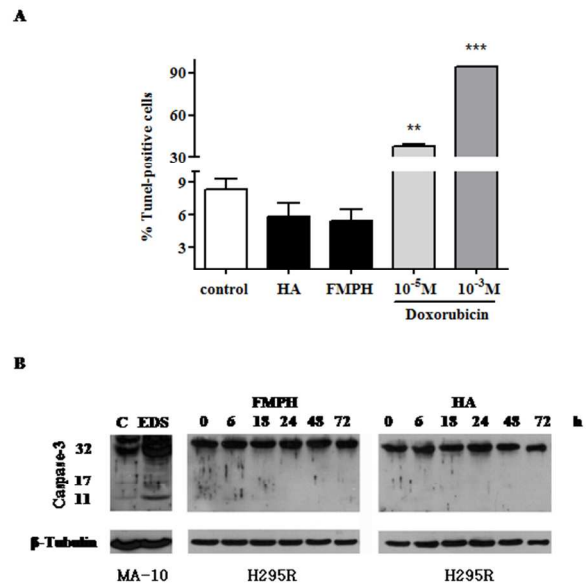 A
***
90
60
**
30
9
6
3
% Tunel-positive cells
control HA FMPH 10-5M 10-3M
Doxorubicin
B
FMPH HA
C EDS 0 6 18 24 48 72 0 6 18 24 48 72 h
Caspase-3
32
17
11
β-Tubulin
MA-10 H295R H295R